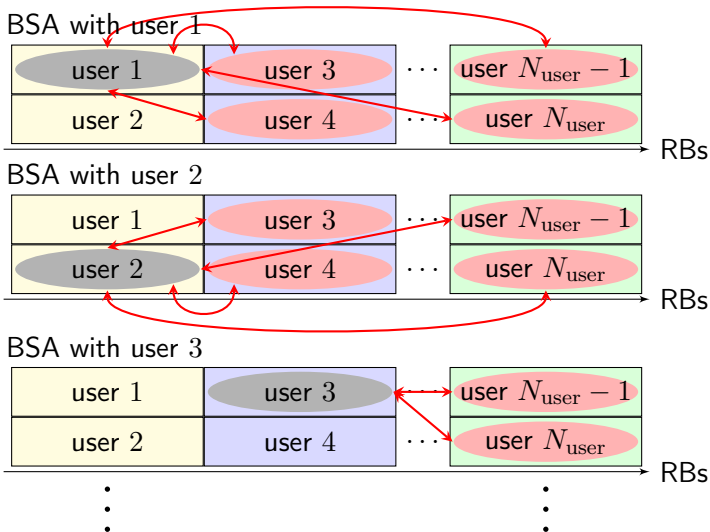 BSA with user 1
user 1 user 3 ··· user N_user − 1
user 2 user 4 ··· user N_user
RBs
BSA with user 2
user 1 user 3 ··· user N_user − 1
user 2 user 4 ··· user N_user
RBs
BSA with user 3
user 1 user 3 ··· user N_user − 1
user 2 user 4 ··· user N_user
RBs